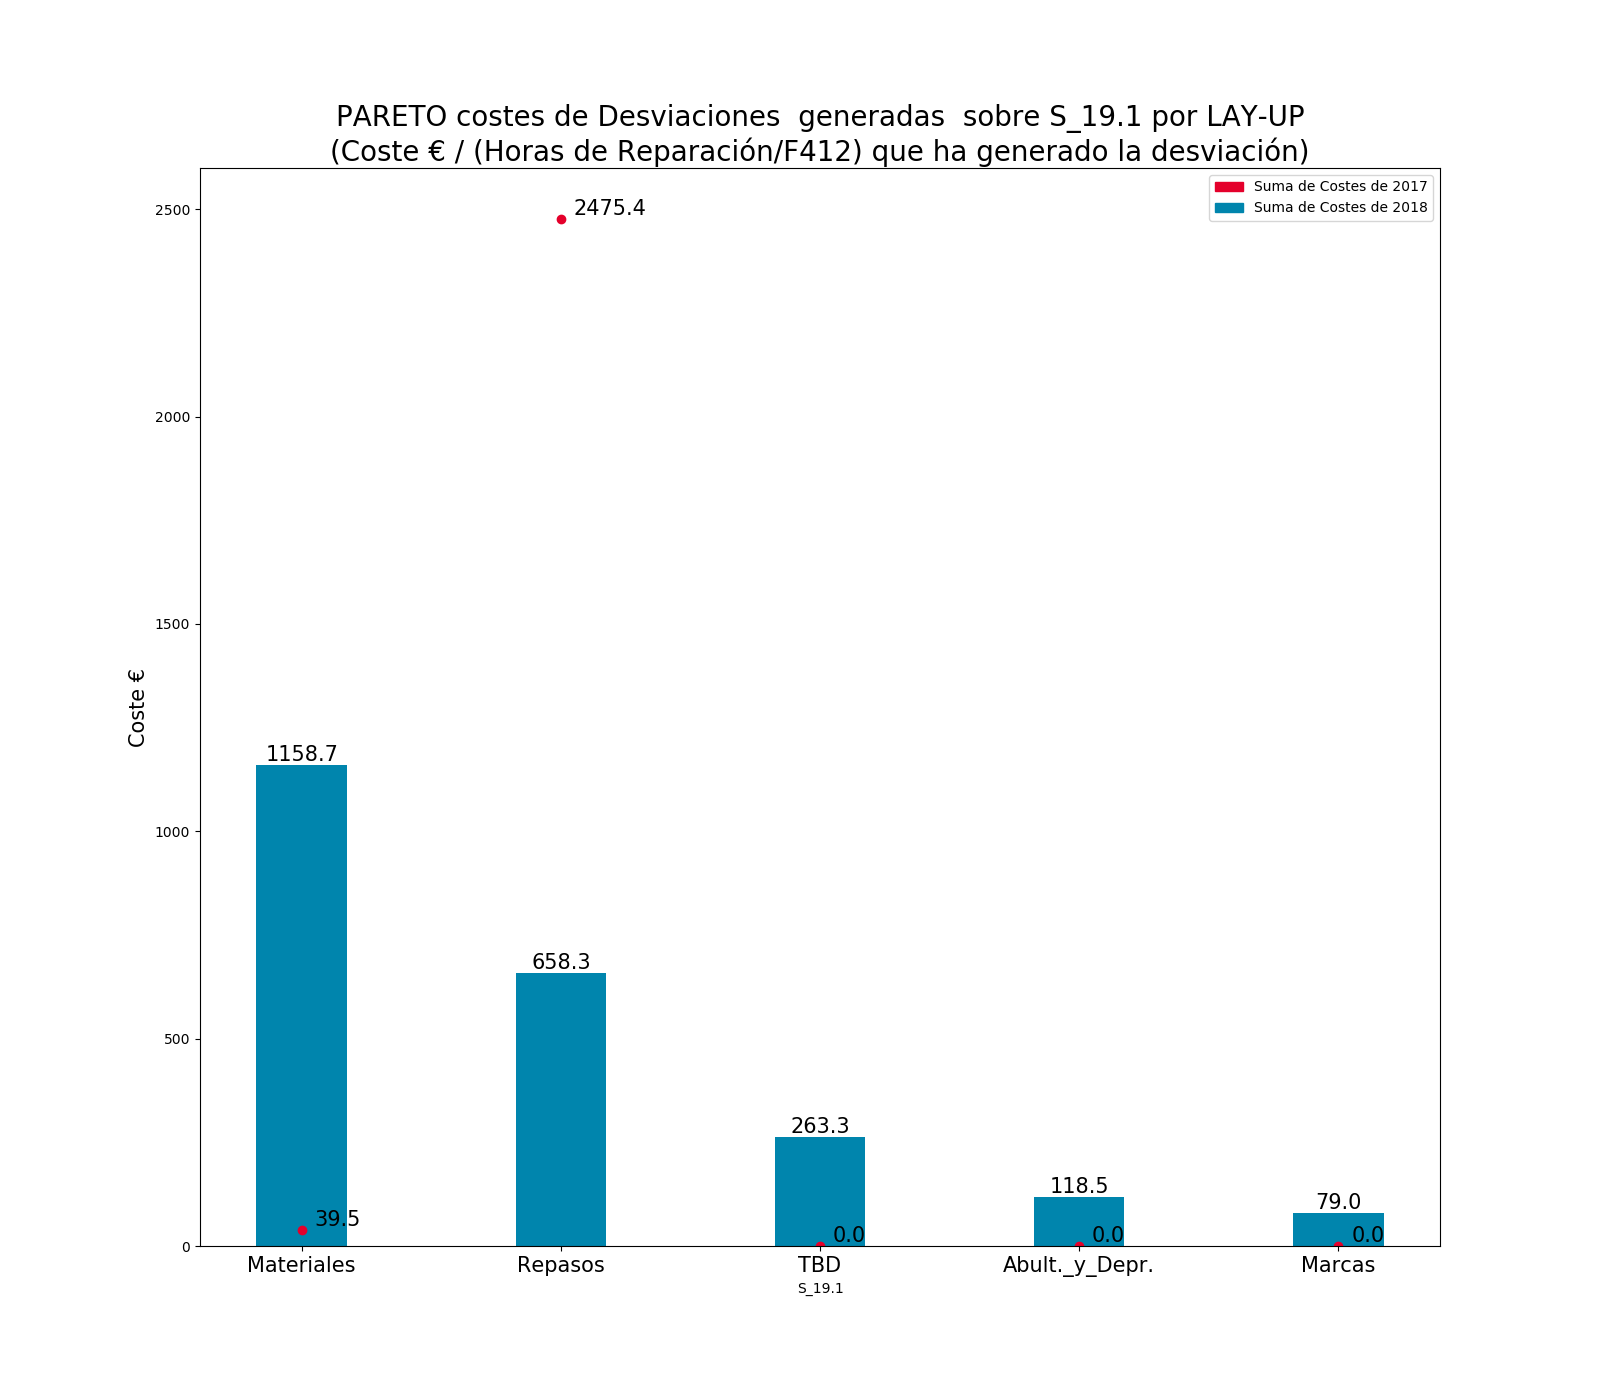 PARETO costes de Desviaciones  generadas  sobre S_19.1 por LAY-UP
(Coste € / (Horas de Reparación/F412) que ha generado la desviación)
Suma de Costes de 2017
Suma de Costes de 2018
2500
2000
1500
1000
500
0
Coste €
2475.4
1158.7
658.3
263.3
118.5
79.0
39.5
0.0
0.0
0.0
Materiales
Repasos
TBD
Abult._y_Depr.
Marcas
S_19.1